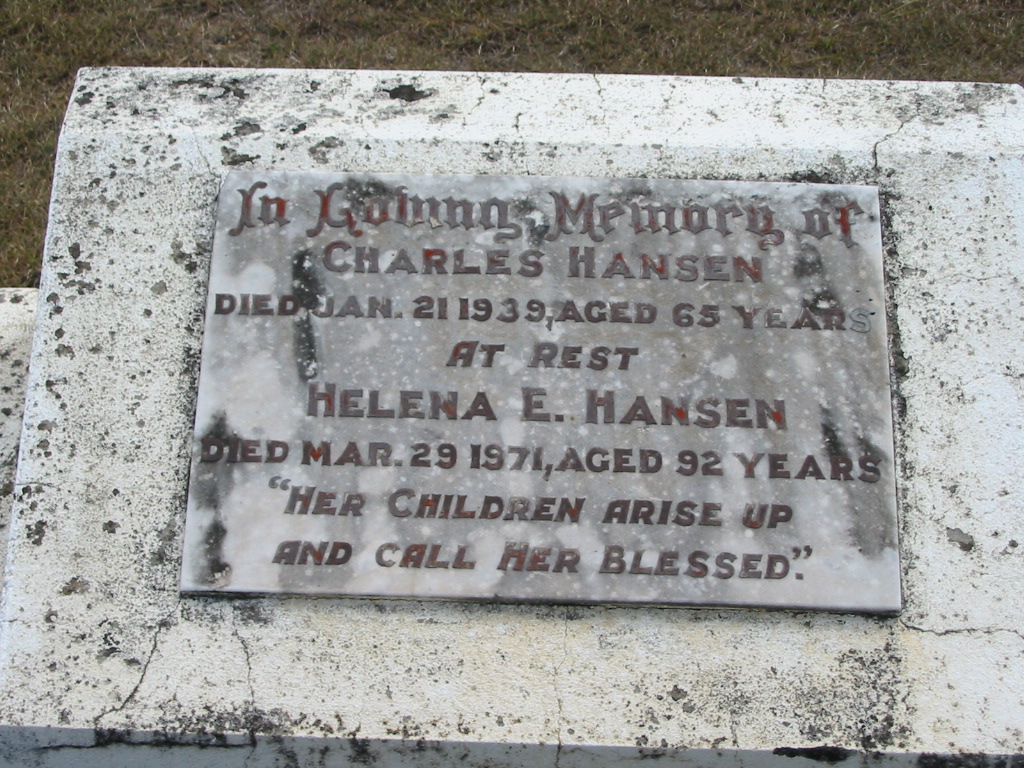 In Loving Memory of
CHARLES HANSEN
DIED JAN. 21 1939, AGED 65 YEARS
AT REST
HELENA E. HANSEN
DIED MAR. 29 1971, AGED 92 YEARS
"HER CHILDREN ARISE UP
AND CALL HER BLESSED."